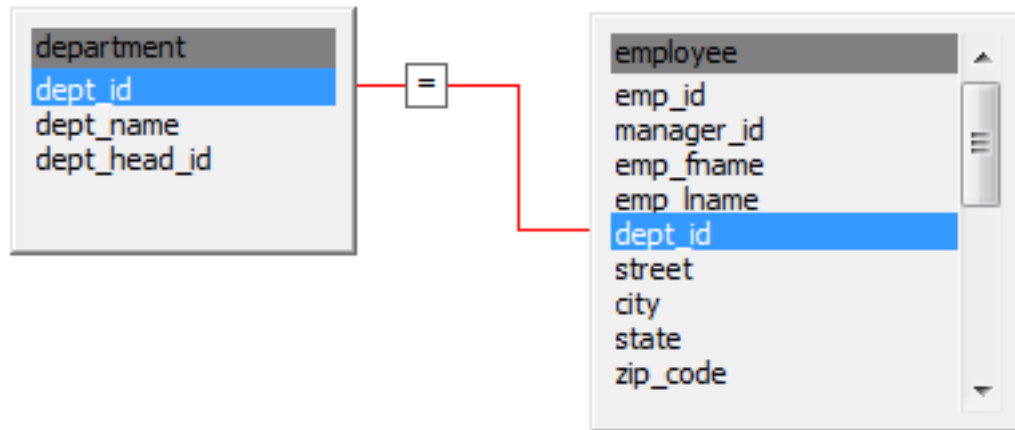 department
dept_id
dept_name
dept_head_id
=
employee
emp_id
manager_id
emp_fname
emp_lname
dept_id
street
city
state
zip_code